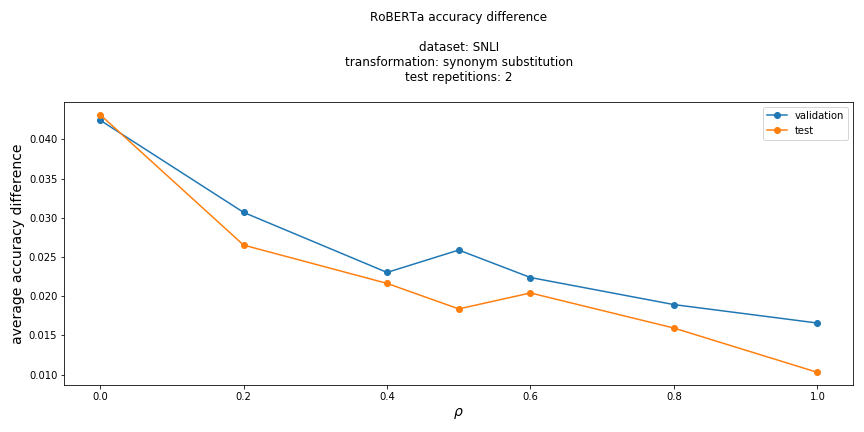 RoBERTa accuracy difference
dataset: SNLI
transformation: synonym substitution
test repetitions: 2
validation
test
average accuracy difference
0.040
0.035
0.030
0.025
0.020
0.015
0.010
0.0 0.2 0.4 0.6 0.8 1.0
ρ